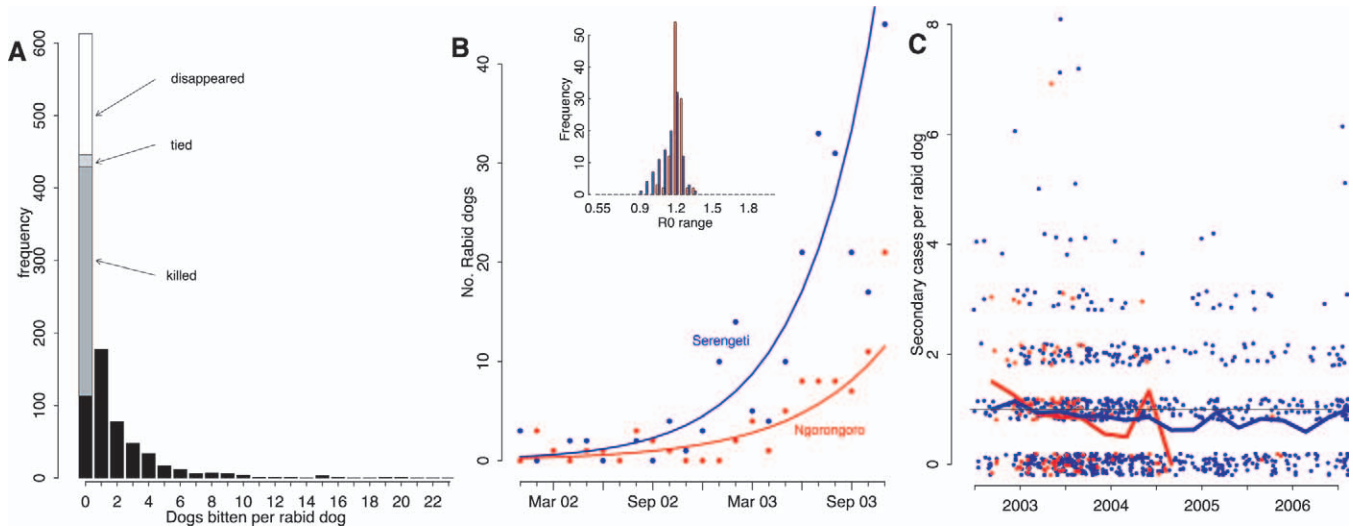 A
frequency
600
500
400
300
200
100
0
disappeared
tied
killed
0 2 4 6 8 10 12 14 16 18 20 22
Dogs bitten per rabid dog
B
No. Rabid dogs
40
30
20
10
0
Frequency
50
40
30
20
10
0
0.55 0.9 1.2 1.5 1.8
R0 range
Serengeti
Ngorongoro
Mar 02 Sep 02 Mar 03 Sep 03
C
Secondary cases per rabid dog
8
6
4
2
0
2003 2004 2005 2006